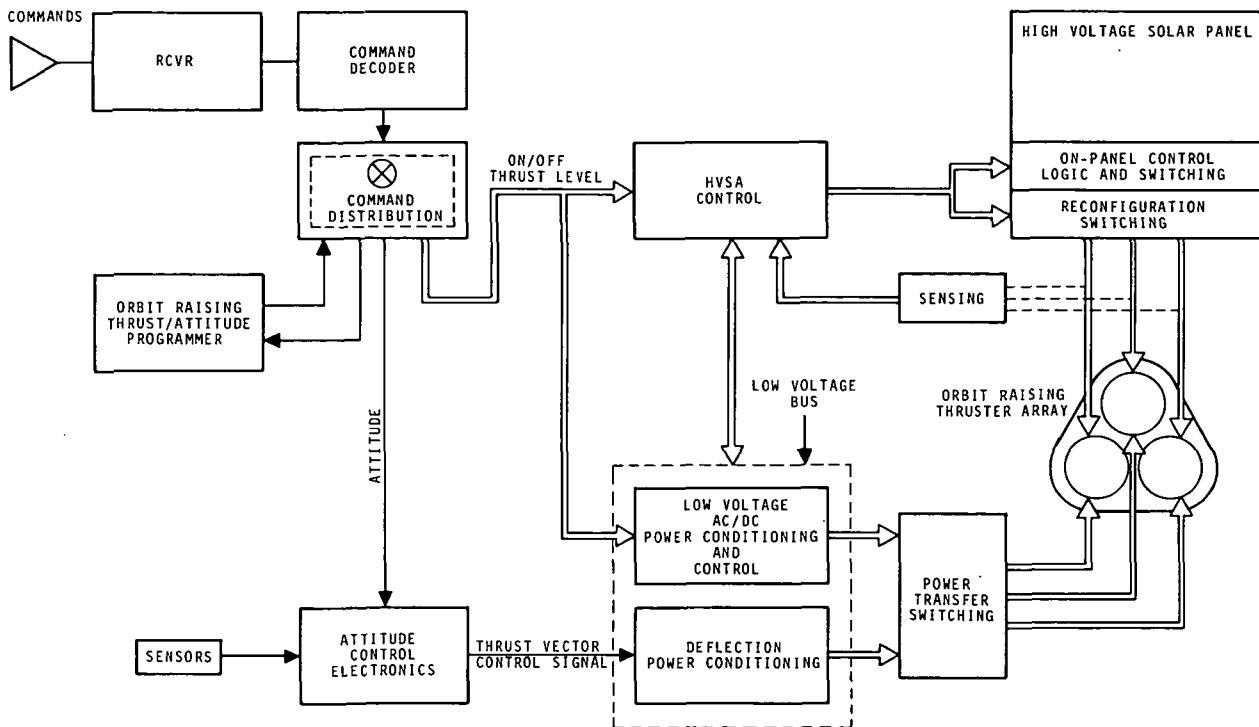 COMMANDS
RCVR
COMMAND
DECODER
HIGH VOLTAGE SOLAR PANEL
ON/OFF
THRUST LEVEL
COMMAND
DISTRIBUTION
HVSA
CONTROL
ON-PANEL CONTROL
LOGIC AND SWITCHING
RECONFIGURATION
SWITCHING
ORBIT RAISING
THRUST/ATTITUDE
PROGRAMMER
SENSING
LOW VOLTAGE
BUS
ORBIT RAISING
THRUSTER ARRAY
ATTITUDE
LOW VOLTAGE
AC/DC
POWER CONDITIONING
AND
CONTROL
POWER
TRANSFER
SWITCHING
SENSORS
ATTITUDE
CONTROL
ELECTRONICS
THRUST VECTOR
CONTROL SIGNAL
DEFLECTION
POWER CONDITIONING